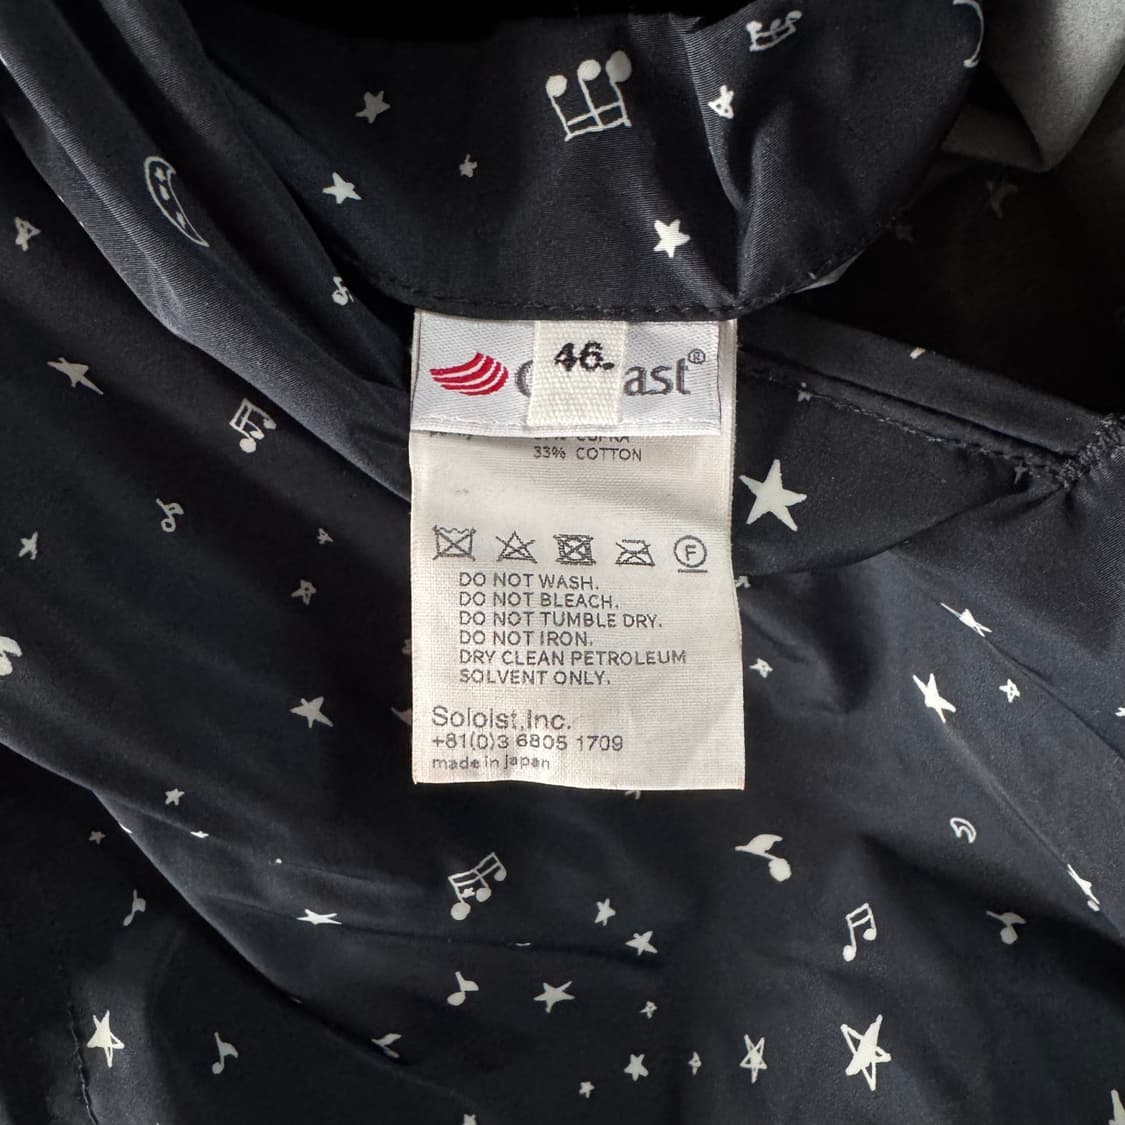 46.
ast®
33% COTTON
F
DO NOT WASH.
DO NOT BLEACH.
DO NOT TUMBLE DRY.
DO NOT IRON.
DRY CLEAN PETROLEUM
SOLVENT ONLY.
Soloist,Inc.
+81(0)3 6805 1709
made in japan